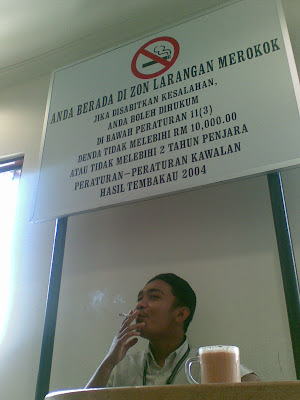 ANDA BERADA DI ZON LARANGAN MEROKOK
JIKA DISABITKAN KESALAHAN,
ANDA BOLEH DIHUKUM
DI BAWAH PERATURAN 11(3)
DENDA TIDAK MELEBIHI RM 10,000.00
ATAU TIDAK MELEBIHI 2 TAHUN PENJARA
PERATURAN-PERATURAN KAWALAN
HASIL TEMBAKAU 2004